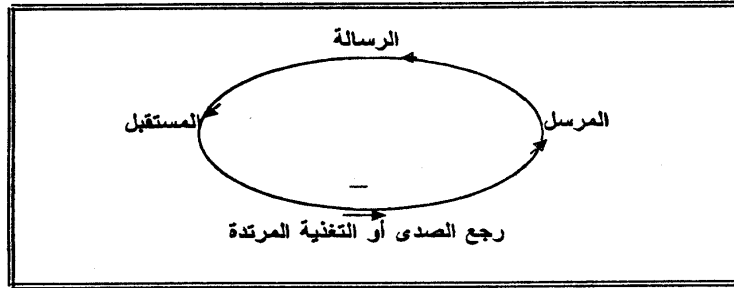 الرسالة
المرسل
المستقبل
رجع الصدى أو التغذية المرتدة